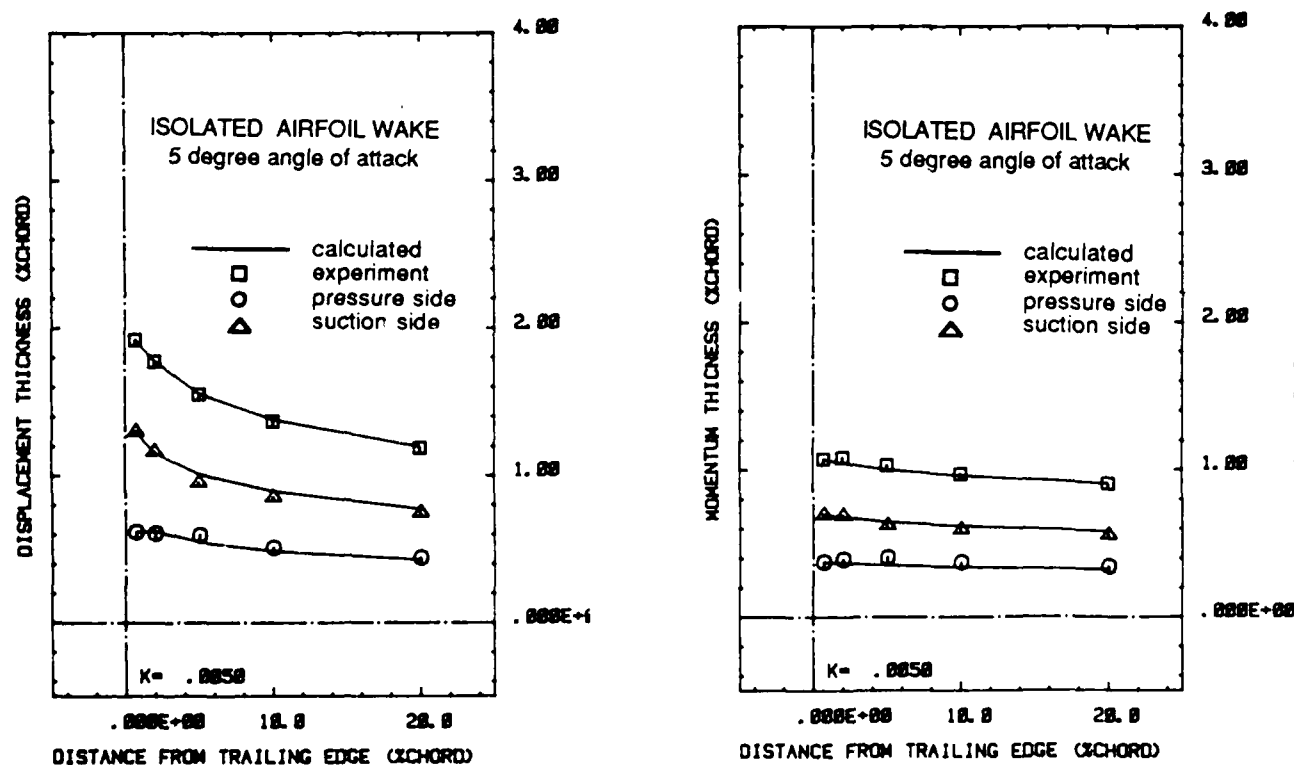 4.00
ISOLATED AIRFOIL WAKE
5 degree angle of attack
3.00
calculated
experiment
pressure side
suction side
2.00
1.00
.000E+
K= .0050
.000E+00 10.0 20.0
DISTANCE FROM TRAILING EDGE (%CHORD)
DISPLACEMENT THICKNESS (%CHORD)
4.00
ISOLATED AIRFOIL WAKE
5 degree angle of attack
3.00
calculated
experiment
pressure side
suction side
2.00
1.00
.000E+00
K= .0050
.000E+00 10.0 20.0
DISTANCE FROM TRAILING EDGE (%CHORD)
MOMENTUM THICNESS (%CHORD)